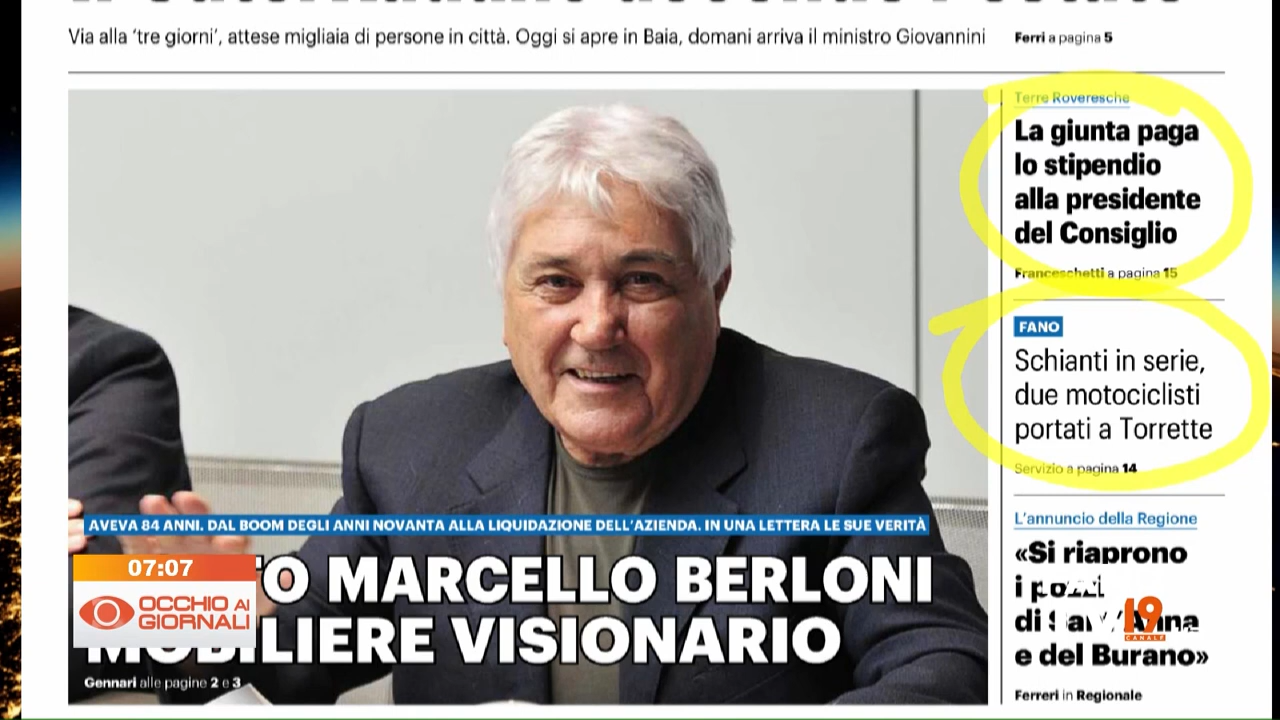 Via alla 'tre giorni', attese migliaia di persone in città. Oggi si apre in Baia, domani arriva il ministro Giovannini
Ferri a pagina 5
Terre Roveresche
La giunta paga
lo stipendio
alla presidente
del Consiglio
Franceschetti a pagina 15
FANO
Schianti in serie,
due motociclisti
portati a Torrette
Servizio a pagina 14
L'annuncio della Regione
«Si riaprono
i pozzi
di Sant'Anna
e del Burano»
Ferreri in Regionale
AVEVA 84 ANNI. DAL BOOM DEGLI ANNI NOVANTA ALLA LIQUIDAZIONE DELL'AZIENDA. IN UNA LETTERA LE SUE VERITÀ
MARCELLO BERLONI
MOBILIERE VISIONARIO
Gennari alle pagine 2 e 3
07:07
OCCHIO AI
GIORNALI
19
CANALE